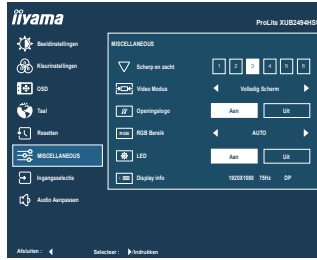 iiyama
ProLite XUB2494HS
Beeldinstellingen
MISCELLANEOUS
Kleurinstellingen
Scherp en zacht
1 2 3 4 5 6
OSD
Video Modus
Volledig Scherm
Taal
Openingslogo
Aan
Uit
Resetten
RGB
RGB Bereik
AUTO
MISCELLANEOUS
LED
Aan
Uit
Ingangsselectie
Display info
1920X1080 75Hz DP
Audio Aanpassen
Afsluiten :
Selecteer :
:Indrukken